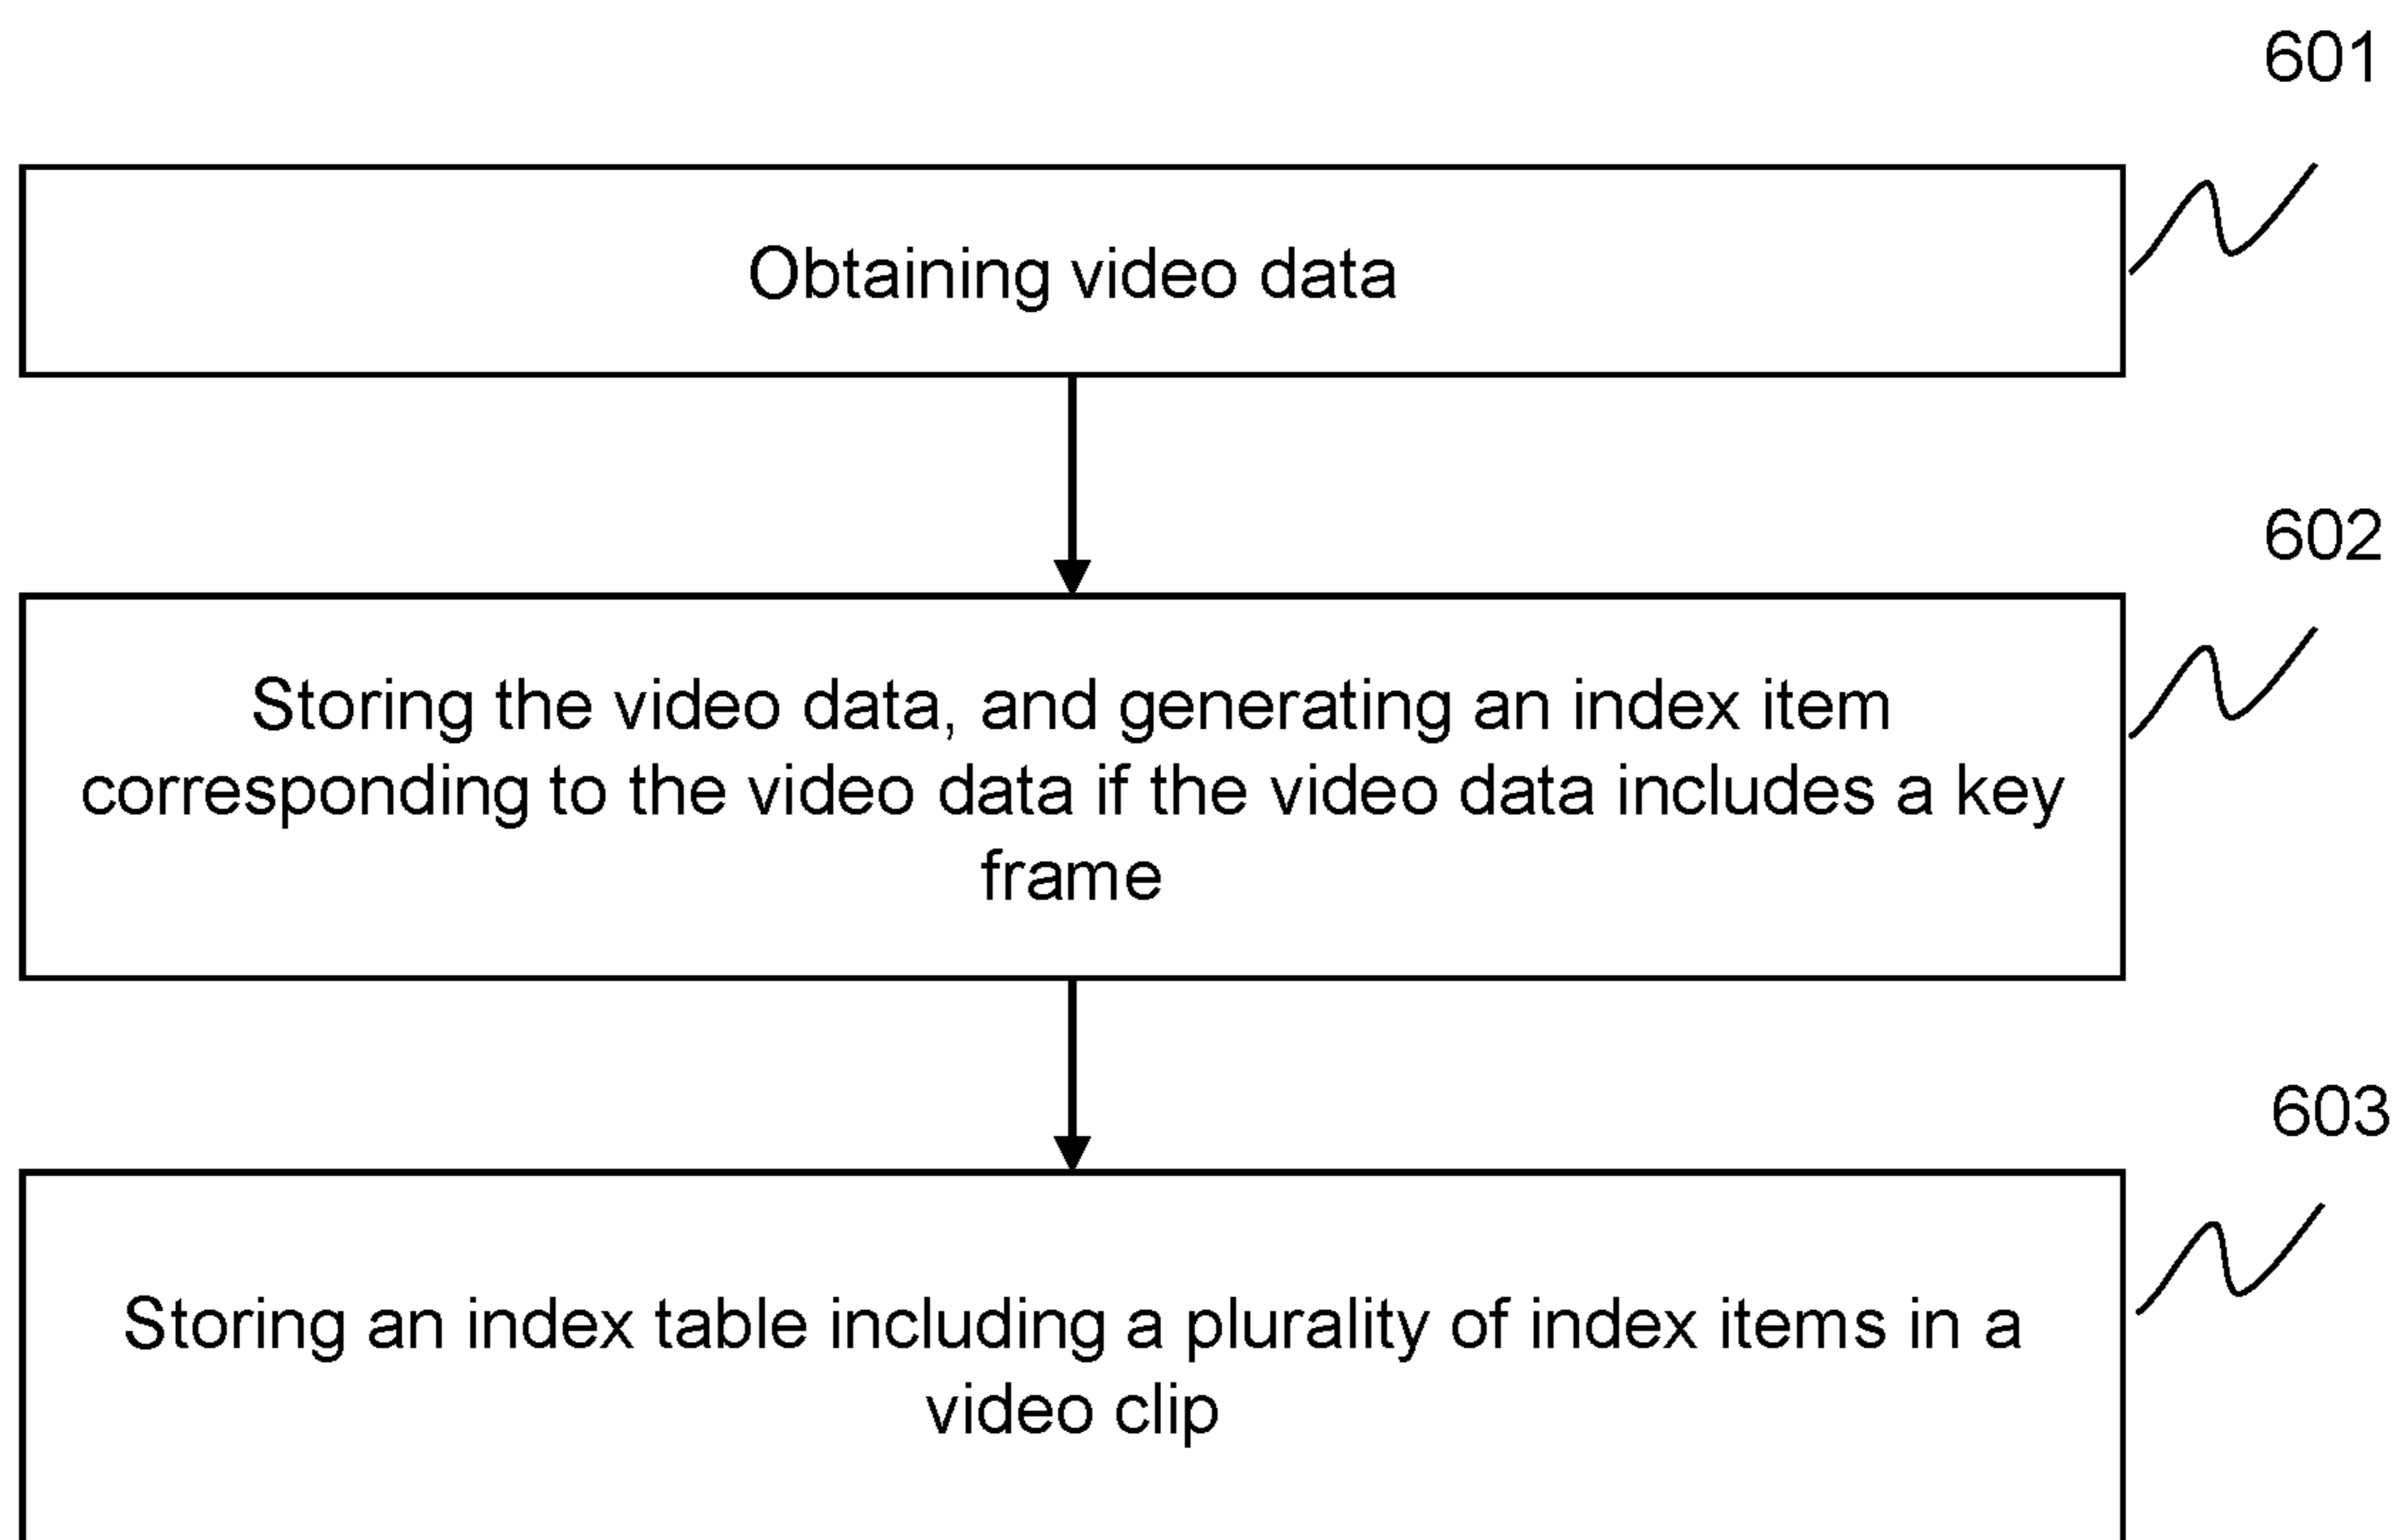 601
Obtaining video data
602
Storing the video data, and generating an index item
corresponding to the video data if the video data includes a key
frame
603
Storing an index table including a plurality of index items in a
video clip